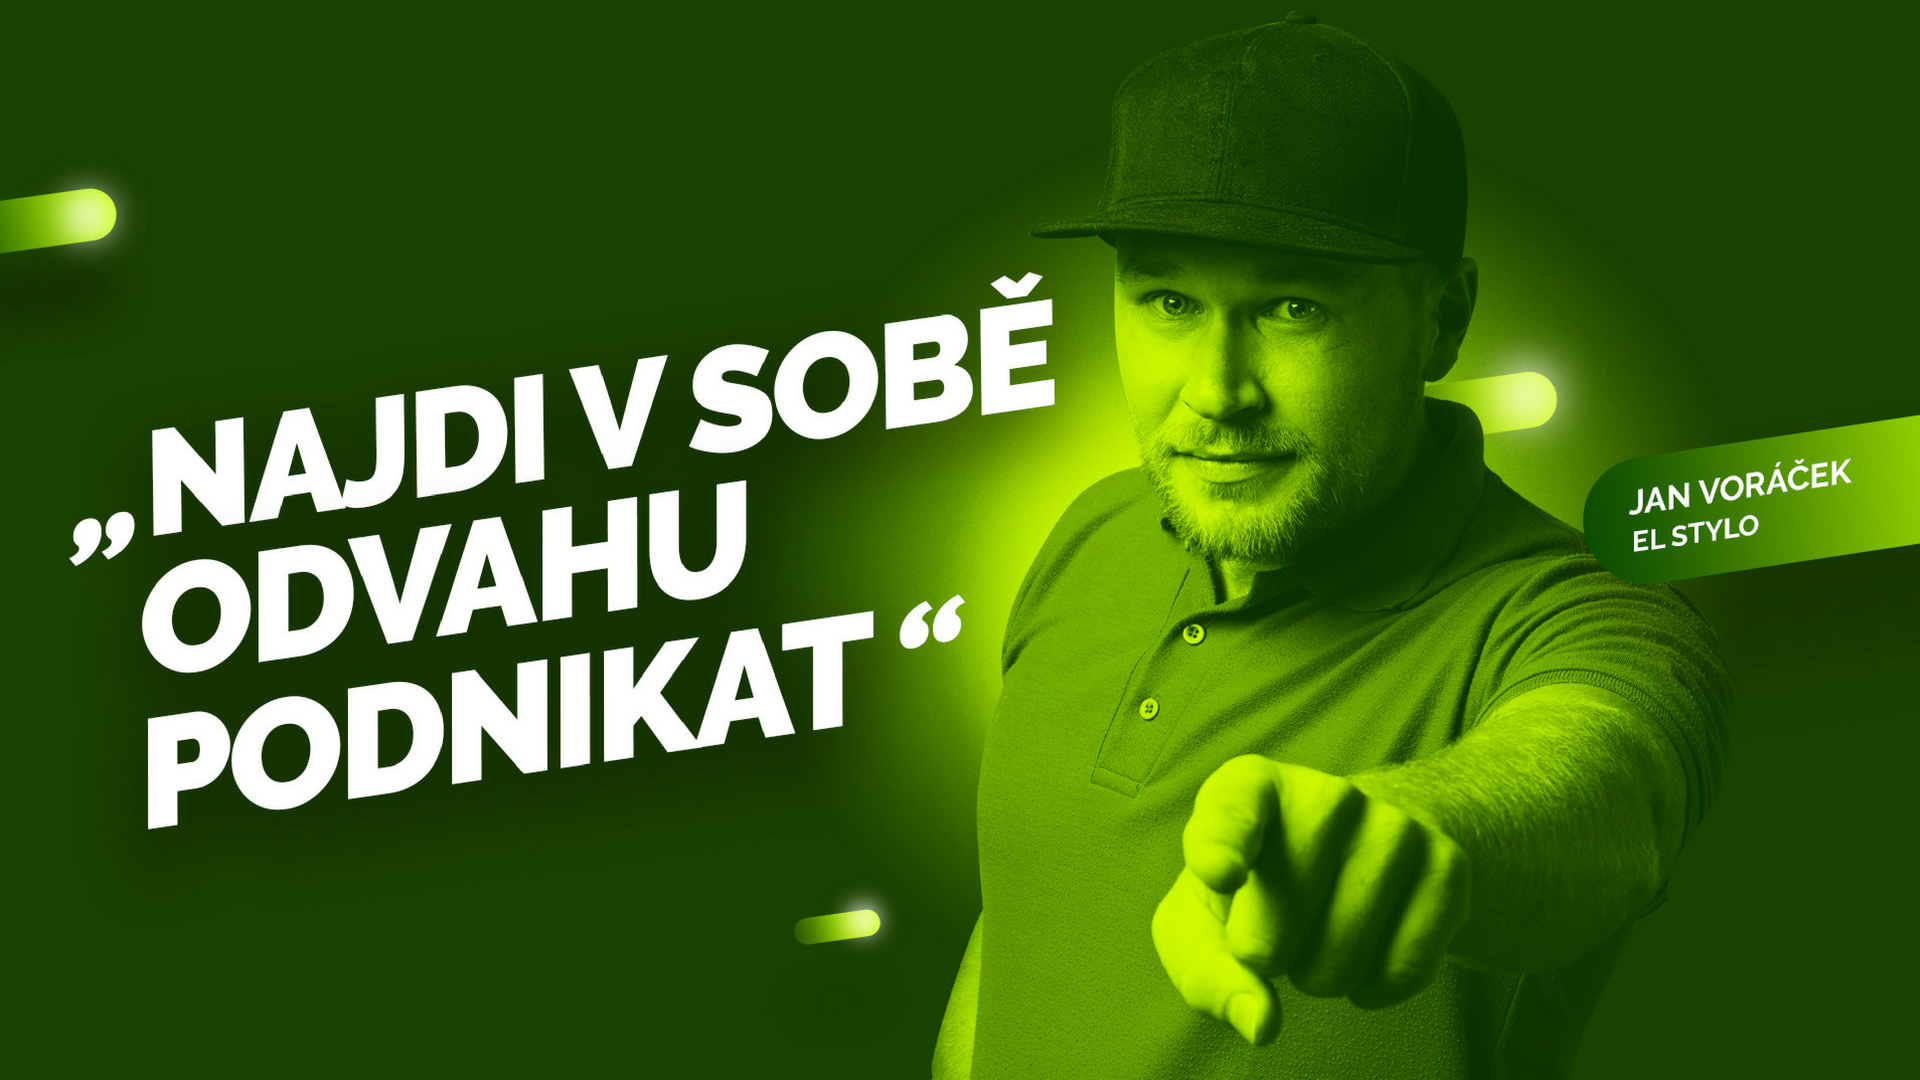 „NAJDI V SOBĚ
ODVAHU
PODNIKAT“
JAN VORÁČEK
EL STYLO